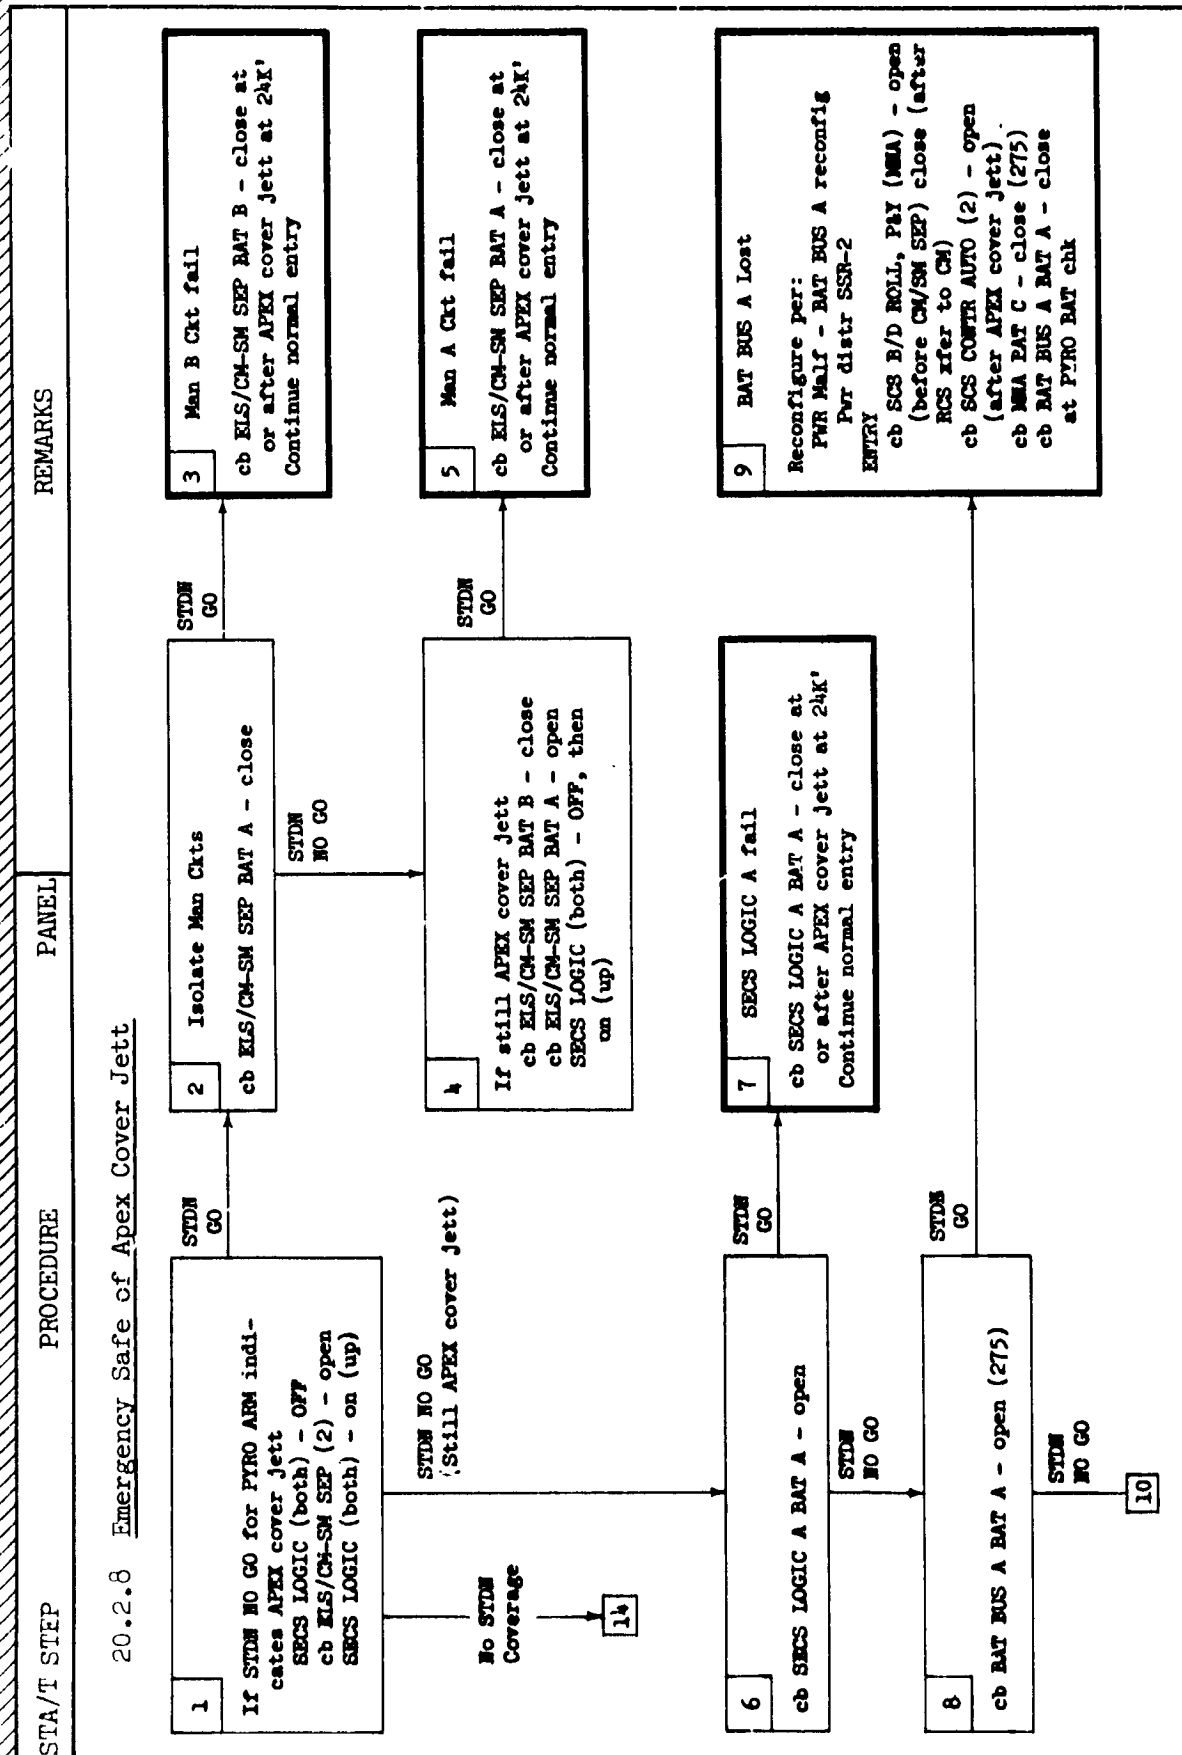 STA/T STEP PROCEDURE PANEL REMARKS
20.2.8 Emergency Safe of Apex Cover Jett
1
If STDN NO GO for PYRO ARM indi-
cates APEX cover jett
SECS LOGIC (both) - OFF
cb ELS/CM-SM SEP (2) - open
SECS LOGIC (both) - on (up)
STDN
GO
2 Isolate Man Ckts
cb ELS/CM-SM SEP BAT A - close
STDN
GO
3 Man B Ckt fail
cb ELS/CM-SM SEP BAT B - close at
or after APEX cover jett at 24K'
Continue normal entry
STDN
NO GO
4
If still APEX cover jett
cb ELS/CM-SM SEP BAT B - close
cb ELS/CM-SM SEP BAT A - open
SECS LOGIC (both) - OFF, then
on (up)
STDN
GO
5 Man A Ckt fail
cb ELS/CM-SM SEP BAT A - close at
or after APEX cover jett at 24K'
Continue normal entry
No STDN
Coverage
14
STDN NO GO
(Still APEX cover jett)
6
cb SECS LOGIC A BAT A - open
STDN
GO
7 SECS LOGIC A fail
cb SECS LOGIC A BAT A - close at
or after APEX cover jett at 24K'
Continue normal entry
STDN
NO GO
8
cb BAT BUS A BAT A - open (275)
STDN
GO
9 BAT BUS A Lost
Reconfigure per:
PWR Malf - BAT BUS A reconfig
Pwr distr SSR-2
ENTRY
cb SCS B/D ROLL, P&Y (MNA) - open
(before CM/SM SEP) close (after
RCS xfer to CM)
cb SCS CONTR AUTO (2) - open
(after APEX cover jett)
cb MNA BAT C - close (275)
cb BAT BUS A BAT A - close
at PYRO BAT chk
STDN
NO GO
10